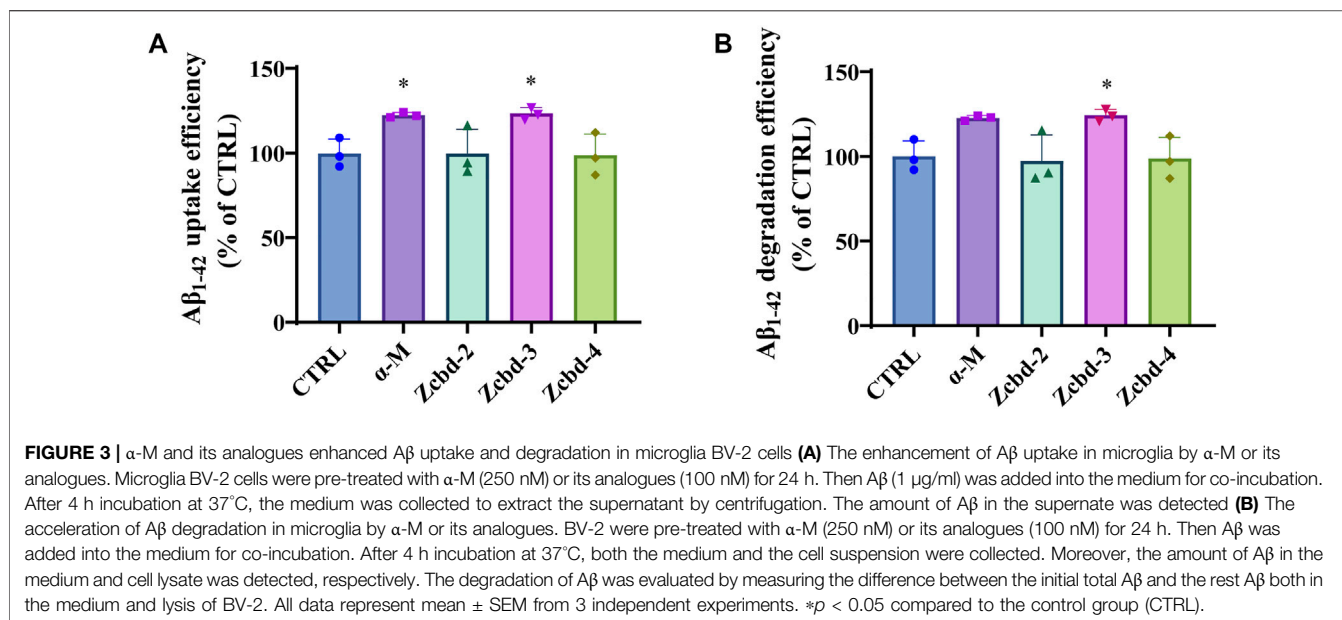 A
Aβ1-42 uptake efficiency
(% of CTRL)
150
100
50
0
*
*
CTRL
α-M
Zcbd-2
Zcbd-3
Zcbd-4
B
Aβ1-42 degradation efficiency
(% of CTRL)
150
100
50
0
*
CTRL
α-M
Zcbd-2
Zcbd-3
Zcbd-4
FIGURE 3 | α-M and its analogues enhanced Aβ uptake and degradation in microglia BV-2 cells (A) The enhancement of Aβ uptake in microglia by α-M or its
analogues. Microglia BV-2 cells were pre-treated with α-M (250 nM) or its analogues (100 nM) for 24 h. Then Aβ (1 μg/ml) was added into the medium for co-incubation.
After 4 h incubation at 37°C, the medium was collected to extract the supernatant by centrifugation. The amount of Aβ in the supernate was detected (B) The
acceleration of Aβ degradation in microglia by α-M or its analogues. BV-2 were pre-treated with α-M (250 nM) or its analogues (100 nM) for 24 h. Then Aβ was
added into the medium for co-incubation. After 4 h incubation at 37°C, both the medium and the cell suspension were collected. Moreover, the amount of Aβ in the
medium and cell lysate was detected, respectively. The degradation of Aβ was evaluated by measuring the difference between the initial total Aβ and the rest Aβ both in
the medium and lysis of BV-2. All data represent mean ± SEM from 3 independent experiments. *p < 0.05 compared to the control group (CTRL).